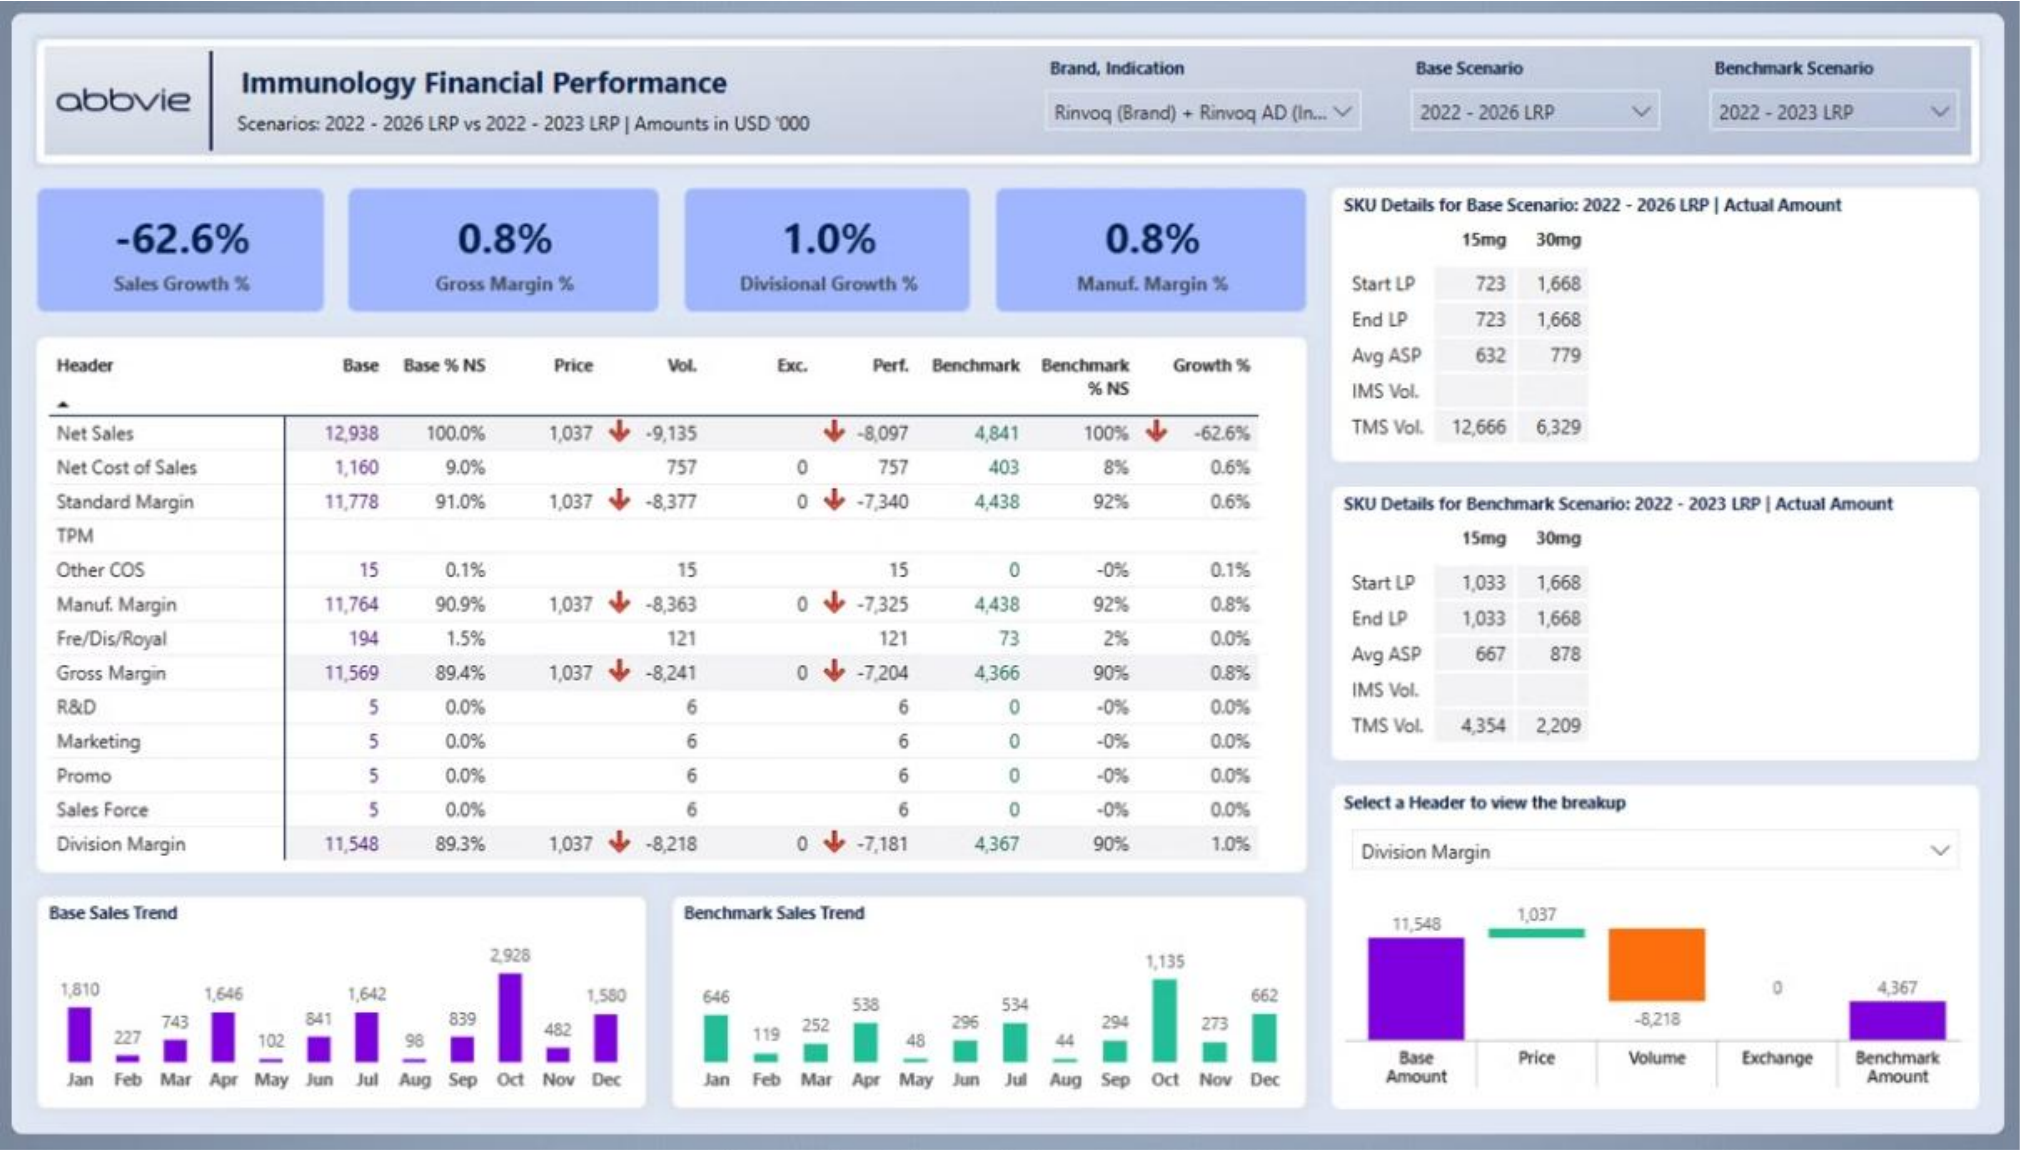 abbvie
Immunology Financial Performance
Scenarios: 2022 - 2026 LRP vs 2022 - 2023 LRP | Amounts in USD '000
Brand, Indication
Rinvoq (Brand) + Rinvoq AD (In...
Base Scenario
2022 - 2026 LRP
Benchmark Scenario
2022 - 2023 LRP
-62.6%
Sales Growth %
0.8%
Gross Margin %
1.0%
Divisional Growth %
0.8%
Manuf. Margin %
Header Base Base % NS Price Vol. Exc. Perf. Benchmark Benchmark % NS Growth %
Net Sales 12,938 100.0% 1,037 -9,135 -8,097 4,841 100% -62.6%
Net Cost of Sales 1,160 9.0% 757 0 757 403 8% 0.6%
Standard Margin 11,778 91.0% 1,037 -8,377 0 -7,340 4,438 92% 0.6%
TPM
Other COS 15 0.1% 15 15 0 -0% 0.1%
Manuf. Margin 11,764 90.9% 1,037 -8,363 0 -7,325 4,438 92% 0.8%
Fre/Dis/Royal 194 1.5% 121 121 73 2% 0.0%
Gross Margin 11,569 89.4% 1,037 -8,241 0 -7,204 4,366 90% 0.8%
R&D 5 0.0% 6 6 0 -0% 0.0%
Marketing 5 0.0% 6 6 0 -0% 0.0%
Promo 5 0.0% 6 6 0 -0% 0.0%
Sales Force 5 0.0% 6 6 0 -0% 0.0%
Division Margin 11,548 89.3% 1,037 -8,218 0 -7,181 4,367 90% 1.0%
SKU Details for Base Scenario: 2022 - 2026 LRP | Actual Amount
15mg 30mg
Start LP 723 1,668
End LP 723 1,668
Avg ASP 632 779
IMS Vol.
TMS Vol. 12,666 6,329
SKU Details for Benchmark Scenario: 2022 - 2023 LRP | Actual Amount
15mg 30mg
Start LP 1,033 1,668
End LP 1,033 1,668
Avg ASP 667 878
IMS Vol.
TMS Vol. 4,354 2,209
Base Sales Trend
1,810 227 743 1,646 102 841 1,642 98 839 2,928 482 1,580
Jan Feb Mar Apr May Jun Jul Aug Sep Oct Nov Dec
Benchmark Sales Trend
646 119 252 538 48 296 534 44 294 1,135 273 662
Jan Feb Mar Apr May Jun Jul Aug Sep Oct Nov Dec
Select a Header to view the breakup
Division Margin
11,548 1,037 -8,218 0 4,367
Base Amount Price Volume Exchange Benchmark Amount